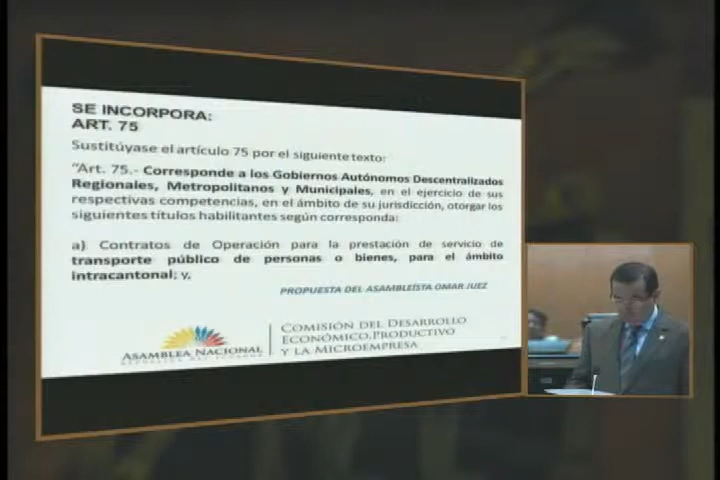 SE INCORPORA:
ART. 75
Sustitúyase el artículo 75 por el siguiente texto:
"Art. 75.- Corresponde a los Gobiernos Autónomos Descentralizados
Regionales, Metropolitanos y Municipales, en el ejercicio de sus
respectivas competencias, en el ámbito de su jurisdicción, otorgar los
siguientes títulos habilitantes según corresponda:
a) Contratos de Operación para la prestación de servicio de
transporte público de personas o bienes, para el ámbito
intracantonal; y,
PROPUESTA DEL ASAMBLEÍSTA OMAR JUEZ
ASAMBLEA NACIONAL
REPÚBLICA DEL ECUADOR
COMISIÓN DEL DESARROLLO
ECONÓMICO, PRODUCTIVO
Y LA MICROEMPRESA